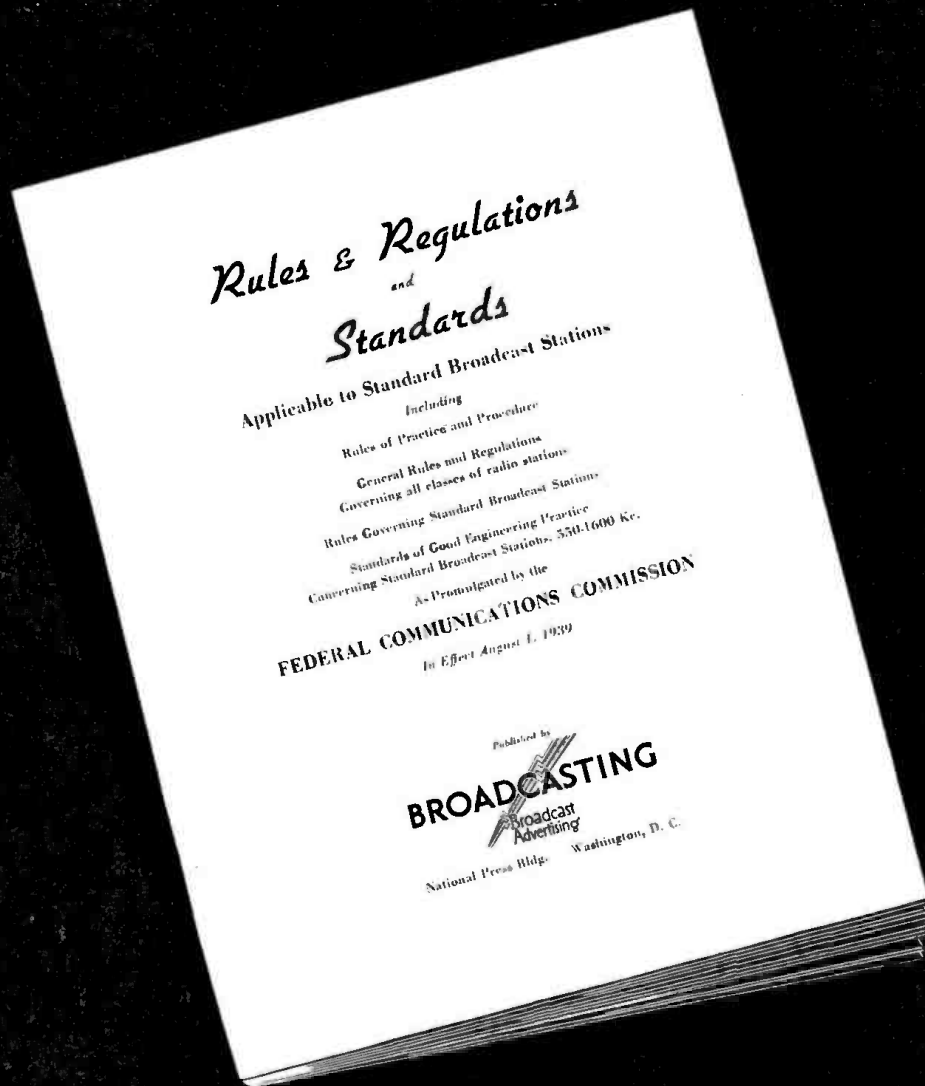 Rules & Regulations
and
Standards
Applicable to Standard Broadcast Stations
Including
Rules of Practice and Procedure
General Rules and Regulations
Governing all classes of radio stations
Rules Governing Standard Broadcast Stations
Standards of Good Engineering Practice
Concerning Standard Broadcast Stations, 550-1600 Kc.
As Promulgated by the
FEDERAL COMMUNICATIONS COMMISSION
In Effect August 1, 1939
Published by
BROADCASTING
Broadcast
Advertising
National Press Bldg. Washington, D. C.